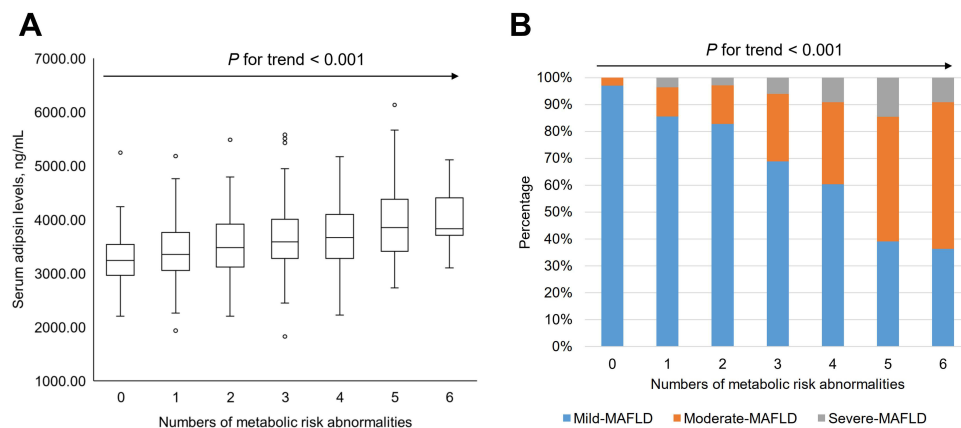 A
P for trend < 0.001
7000.00
6000.00
5000.00
4000.00
3000.00
2000.00
1000.00
Serum adipsin levels, ng/mL
0 1 2 3 4 5 6
Numbers of metabolic risk abnormalities
B
P for trend < 0.001
100%
90%
80%
70%
60%
50%
40%
30%
20%
10%
0%
Percentage
0 1 2 3 4 5 6
Numbers of metabolic risk abnormalities
Mild-MAFLD Moderate-MAFLD Severe-MAFLD